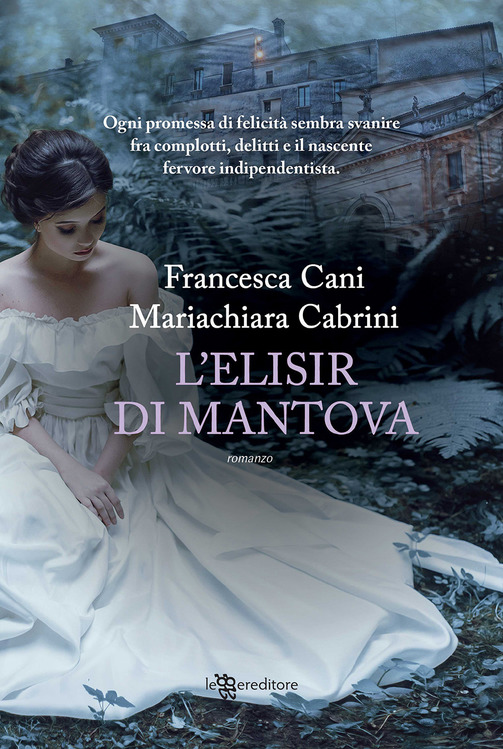 Ogni promessa di felicità sembra svanire
fra complotti, delitti e il nascente
fervore indipendentista.
Francesca Cani
Mariachiara Cabrini
L'ELISIR
DI MANTOVA
romanzo
leggereditore